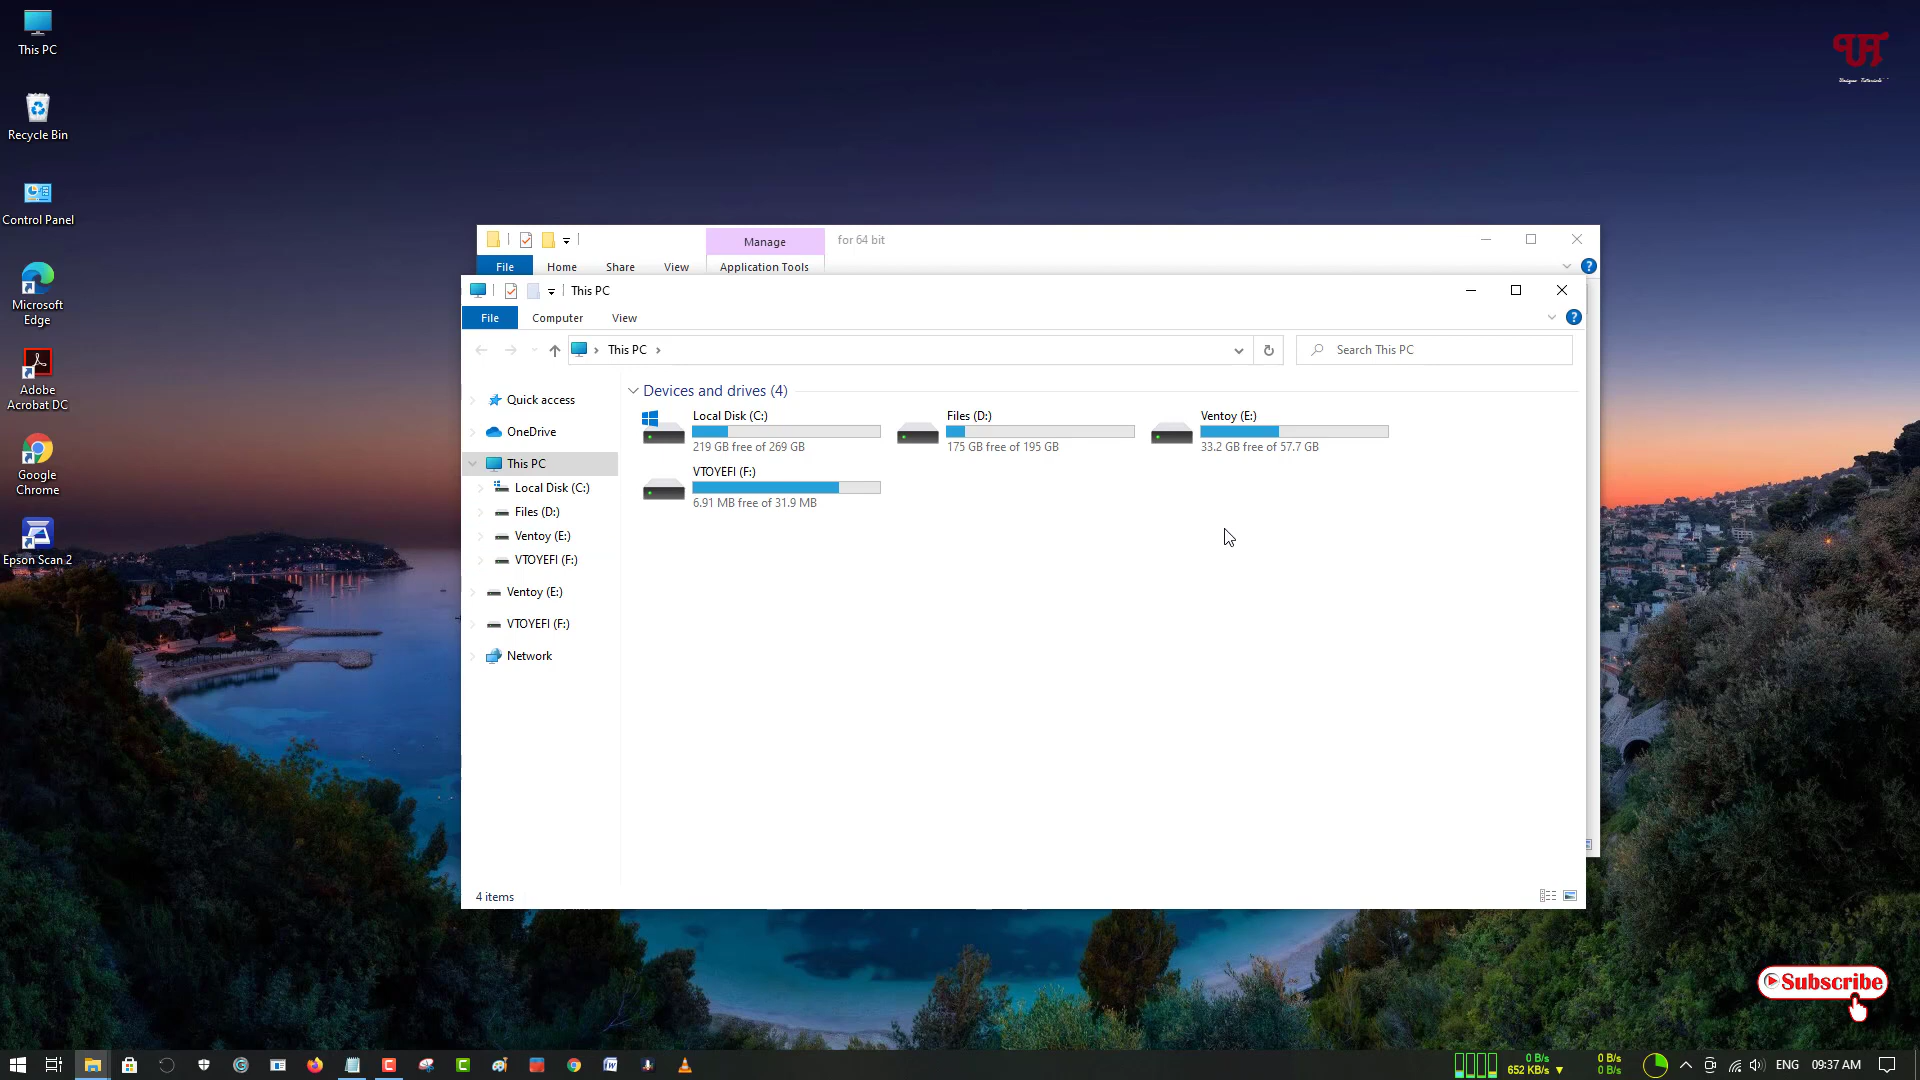 This PC
Recycle Bin
Control Panel
Microsoft
Edge
Adobe
Acrobat DC
Google
Chrome
Epson Scan 2
UT
Unique Tutorials
Manage
for 64 bit
File
Home
Share
View
Application Tools
This PC
File
Computer
View
This PC
Search This PC
Quick access
OneDrive
This PC
Local Disk (C:)
Files (D:)
Ventoy (E:)
VTOYEFI (F:)
Ventoy (E:)
VTOYEFI (F:)
Network
Devices and drives (4)
Local Disk (C:)
219 GB free of 269 GB
Files (D:)
175 GB free of 195 GB
Ventoy (E:)
33.2 GB free of 57.7 GB
VTOYEFI (F:)
6.91 MB free of 31.9 MB
4 items
Subscribe
0 B/s
652 KB/s
0 B/s
0 B/s
ENG
09:37 AM